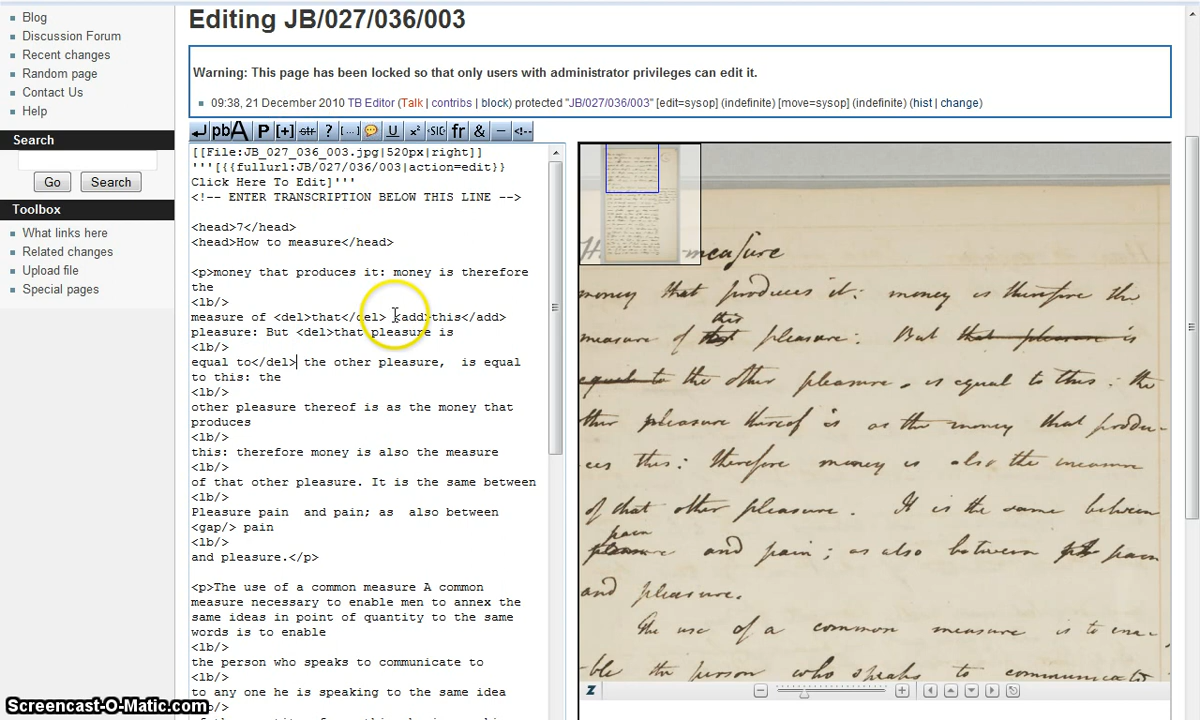 Blog
Discussion Forum
Recent changes
Random page
Contact Us
Help
Search
Go Search
Toolbox
What links here
Related changes
Upload file
Special pages
Editing JB/027/036/003
Warning: This page has been locked so that only users with administrator privileges can edit it.
09:38, 21 December 2010 TB Editor (Talk | contribs | block) protected "JB/027/036/003" [edit=sysop] (indefinite) [move=sysop] (indefinite) (hist | change)
pb A P [+] str ? [...] U x² SIC fr & — <!--
[[File:JB_027_036_003.jpg|520px|right]]
'''[{{fullurl:JB/027/036/003|action=edit}}
Click Here To Edit]'''
<!-- ENTER TRANSCRIPTION BELOW THIS LINE -->
<head>7</head>
<head>How to measure</head>
<p>money that produces it: money is therefore
the
<lb/>
measure of <del>that</del> <add>this</add>
pleasure: But <del>that pleasure is
<lb/>
equal to</del> the other pleasure,  is equal
to this: the
<lb/>
other pleasure thereof is as the money that
produces
<lb/>
this: therefore money is also the measure
<lb/>
of that other pleasure. It is the same between
<lb/>
Pleasure pain  and pain; as  also between
<gap/> pain
<lb/>
and pleasure.</p>
<p>The use of a common measure A common
measure necessary to enable men to annex the
same ideas in point of quantity to the same
words is to enable
<lb/>
the person who speaks to communicate to
<lb/>
to any one he is speaking to the same idea
<lb/>
measure
money that produces it: money is therefore the
this
measure of that pleasure: But that pleasure is
equal to the other pleasure, is equal to this: the
other pleasure thereof is as the money that produ-
ces this: therefore money is also the measure
of that other pleasure. It is the same between
pain
pleasure and pain; as also between pain
and pleasure.
The use of a common measure is to ena-
ble the person who speaks to communicate
Z
Screencast-O-Matic.com